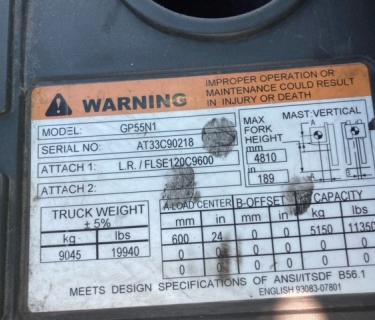 WARNING
IMPROPER OPERATION OR
MAINTENANCE COULD RESULT
IN INJURY OR DEATH
MODEL: GP55N1
SERIAL NO: AT33C90218
ATTACH 1: L.R. / FLSE120C9600
ATTACH 2:
MAX
FORK
HEIGHT
mm
4810
in
189
MAST: VERTICAL
TRUCK WEIGHT
± 5%
kg lbs
9045 19940
A-LOAD CENTER B-OFFSET CAPACITY
mm in mm in kg lbs
600 24 0 0 5150 11350
0 0 0 0 0 0
0 0 0 0 0 0
MEETS DESIGN SPECIFICATIONS OF ANSI/ITSDF B56.1
ENGLISH 93083-07801